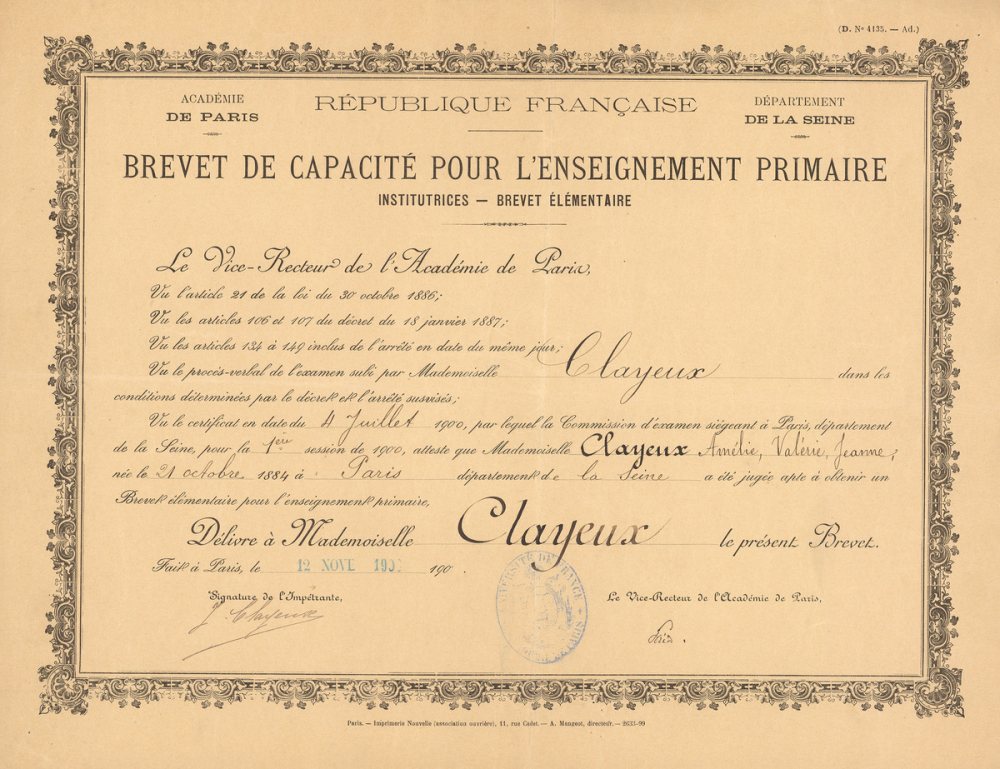 (D. Nº 4135. — Ad.)
ACADÉMIE
DE PARIS
RÉPUBLIQUE FRANÇAISE
DÉPARTEMENT
DE LA SEINE
BREVET DE CAPACITÉ POUR L'ENSEIGNEMENT PRIMAIRE
INSTITUTRICES — BREVET ÉLÉMENTAIRE
Le Vice-Recteur de l'Académie de Paris,
Vu l'article 21 de la loi du 30 octobre 1886;
Vu les articles 106 et 107 du décret du 18 janvier 1887;
Vu les articles 134 à 149 inclus de l'arrêté en date du même jour;
Vu le procès-verbal de l'examen subi par Mademoiselle Clayeux dans les
conditions déterminées par le décret et l'arrêté susvisés;
Vu le certificat en date du 4 Juillet 1900, par lequel la Commission d'examen siégeant à Paris, département
de la Seine, pour la 1ère session de 1900, atteste que Mademoiselle Clayeux Amélie, Valérie, Jeanne,
née le 21 octobre 1884 à Paris département de la Seine a été jugée apte à obtenir un
Brevet élémentaire pour l'enseignement primaire,
Délivre à Mademoiselle Clayeux le présent Brevet.
Fait à Paris, le 12 NOVE 190 .
Signature de l'Impétrante,
J. Clayeux
Le Vice-Recteur de l'Académie de Paris,
UNIVERSITÉ DE FRANCE
Paris. — Imprimerie Nouvelle (association ouvrière), 11, rue Cadet. — A. Mangeot, directeur. — 2633-99